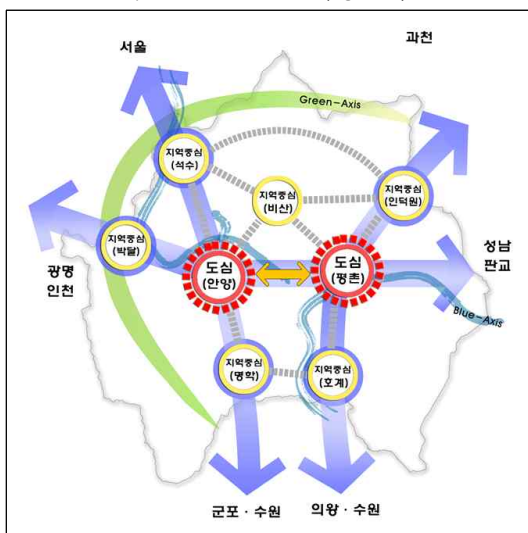 서울
과천
Green-Axis
지역중심
(석수)
지역중심
(비산)
지역중심
(인덕원)
지역중심
(박달)
광명
인천
도심
(안양)
도심
(평촌)
성남
판교
Blue-Axis
지역중심
(명학)
지역중심
(호계)
군포 · 수원
의왕 · 수원